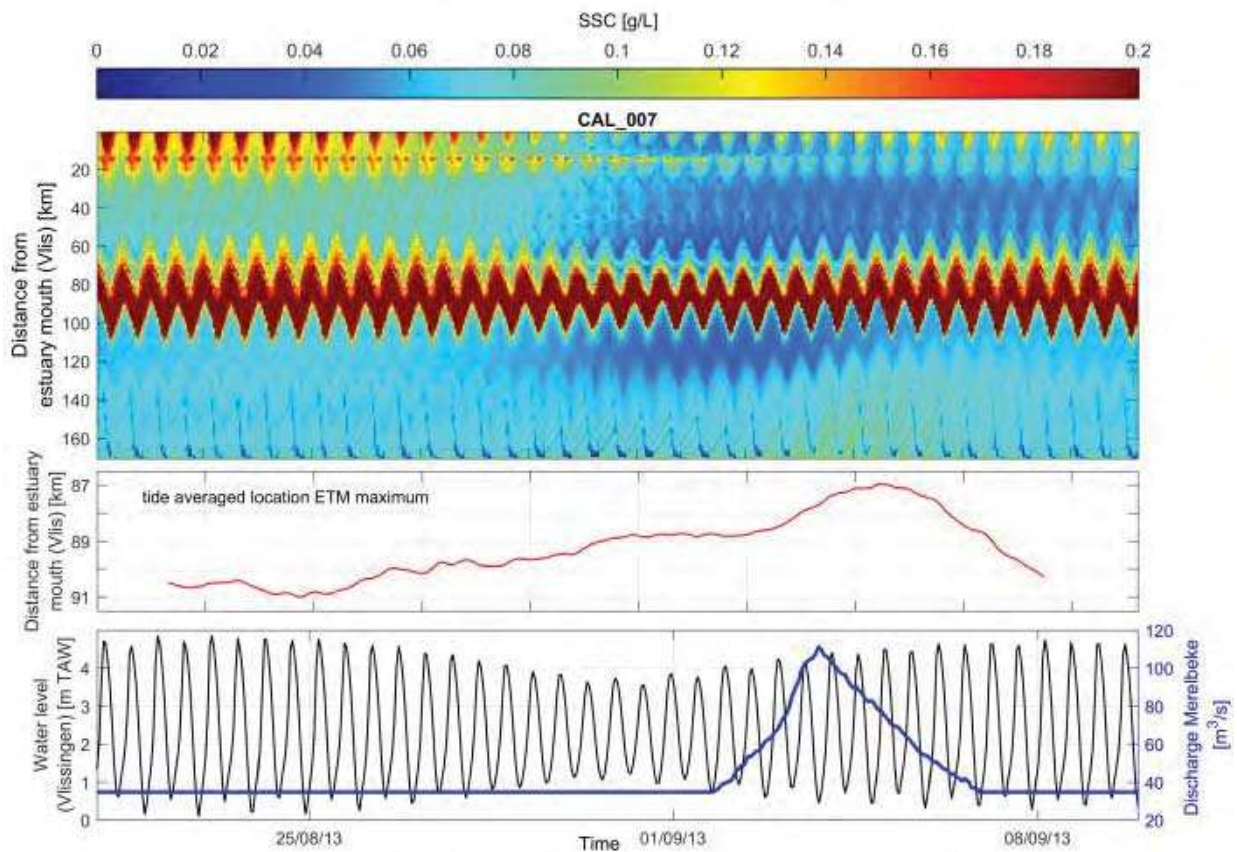 SSC [g/L]
0 0.02 0.04 0.06 0.08 0.1 0.12 0.14 0.16 0.18 0.2
CAL_007
Distance from
estuary mouth (Vlis) [km]
20
40
60
80
100
120
140
160
Distance from estuary
mouth (Vlis) [km]
87
89
91
tide averaged location ETM maximum
Water level
(Vlissingen) [m TAW]
4
3
2
1
0
120
100
80
60
40
20
Discharge Merelbeke
[m³/s]
25/08/13 01/09/13 08/09/13
Time